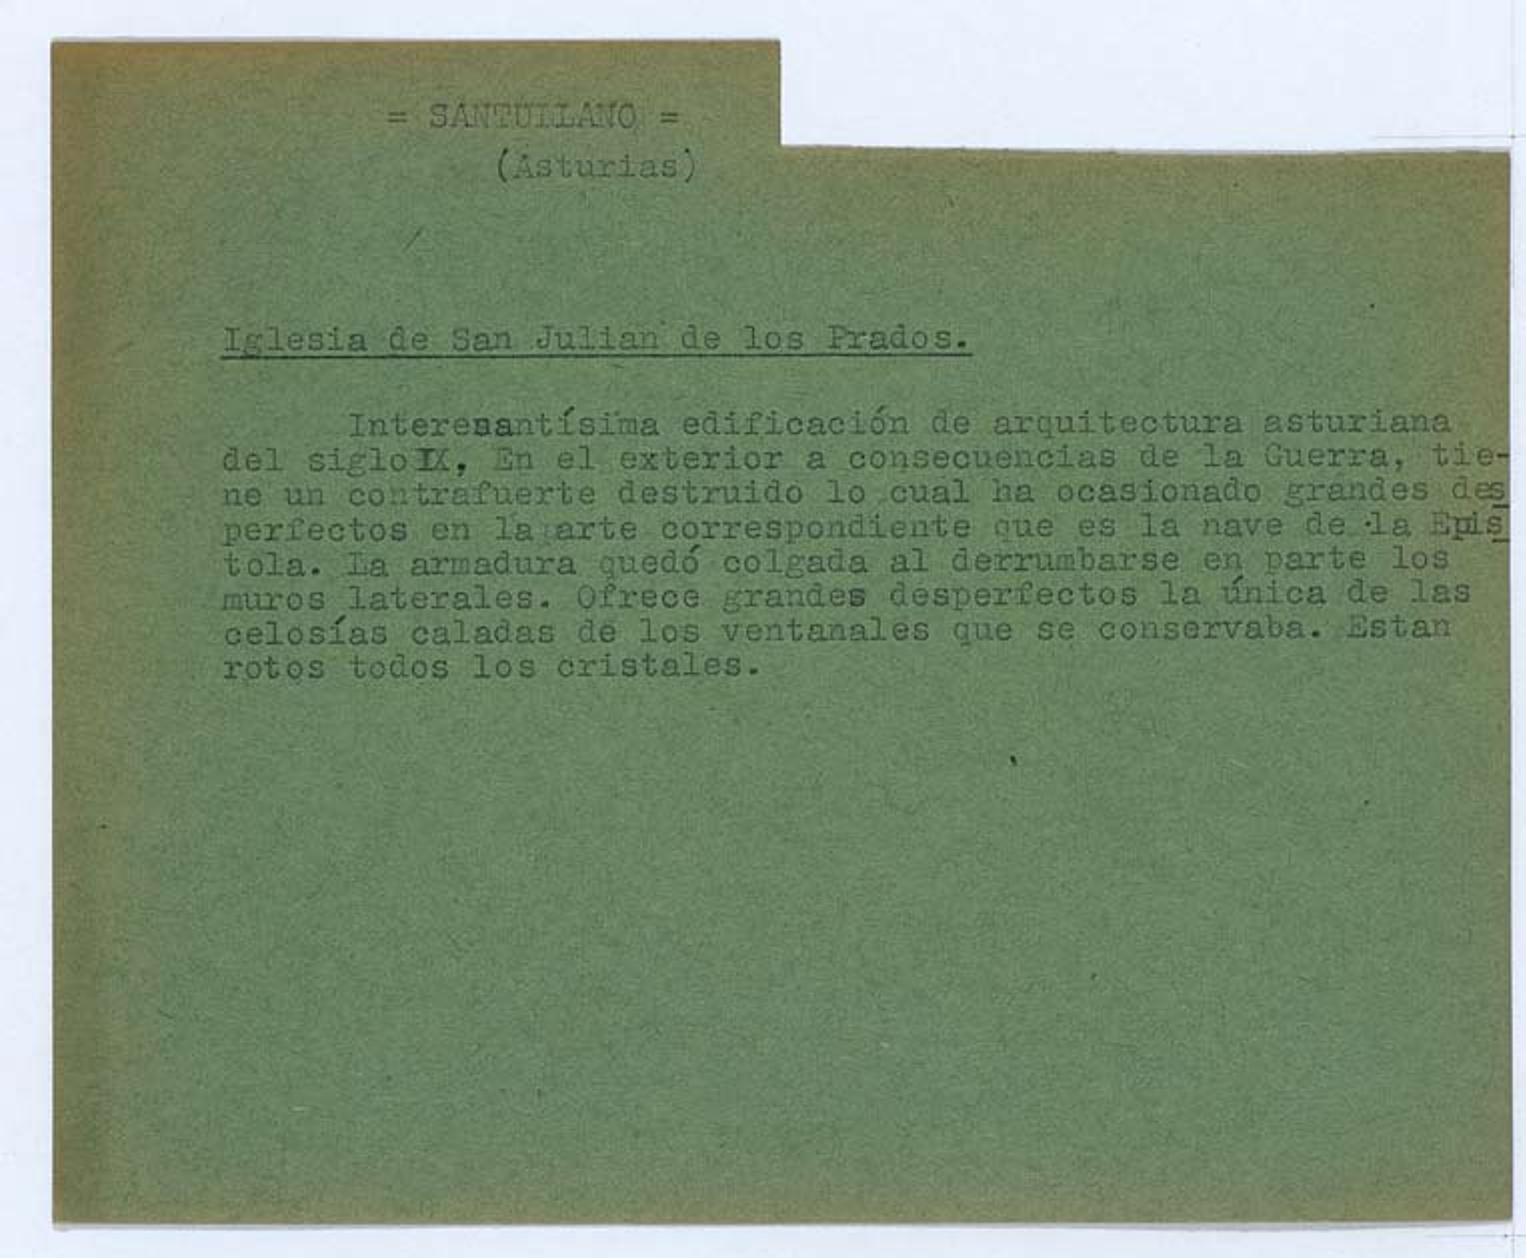 = SANTULLANO =
(Asturias)
Iglesia de San Julian de los Prados.
Interesantísima edificación de arquitectura asturiana
del siglo IX, En el exterior a consecuencias de la Guerra, tie-
ne un contrafuerte destruido lo cual ha ocasionado grandes des
perfectos en la arte correspondiente que es la nave de la Epis
tola. La armadura quedó colgada al derrumbarse en parte los
muros laterales. Ofrece grandes desperfectos la única de las
celosías caladas de los ventanales que se conservaba. Estan
rotos todos los cristales.